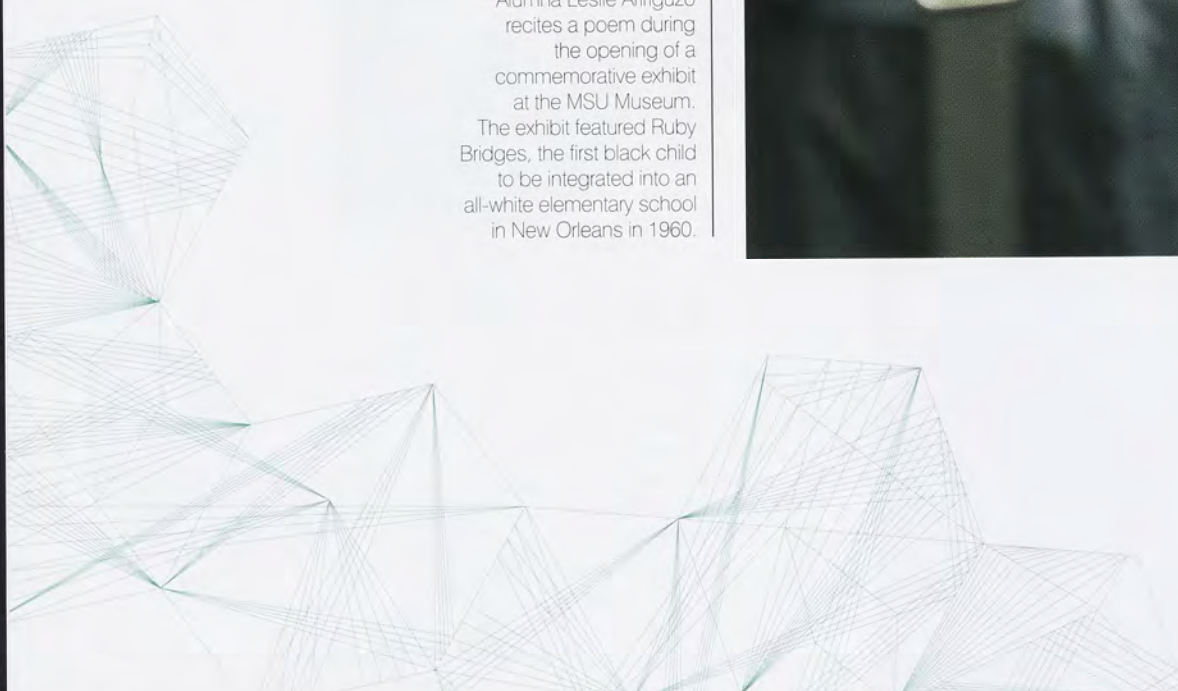 Alumna Leslie
recites a poem during
the opening of a
commemorative exhibit
at the MSU Museum.
The exhibit featured Ruby
Bridges, the first black child
to be integrated into an
all-white elementary school
in New Orleans in 1960.